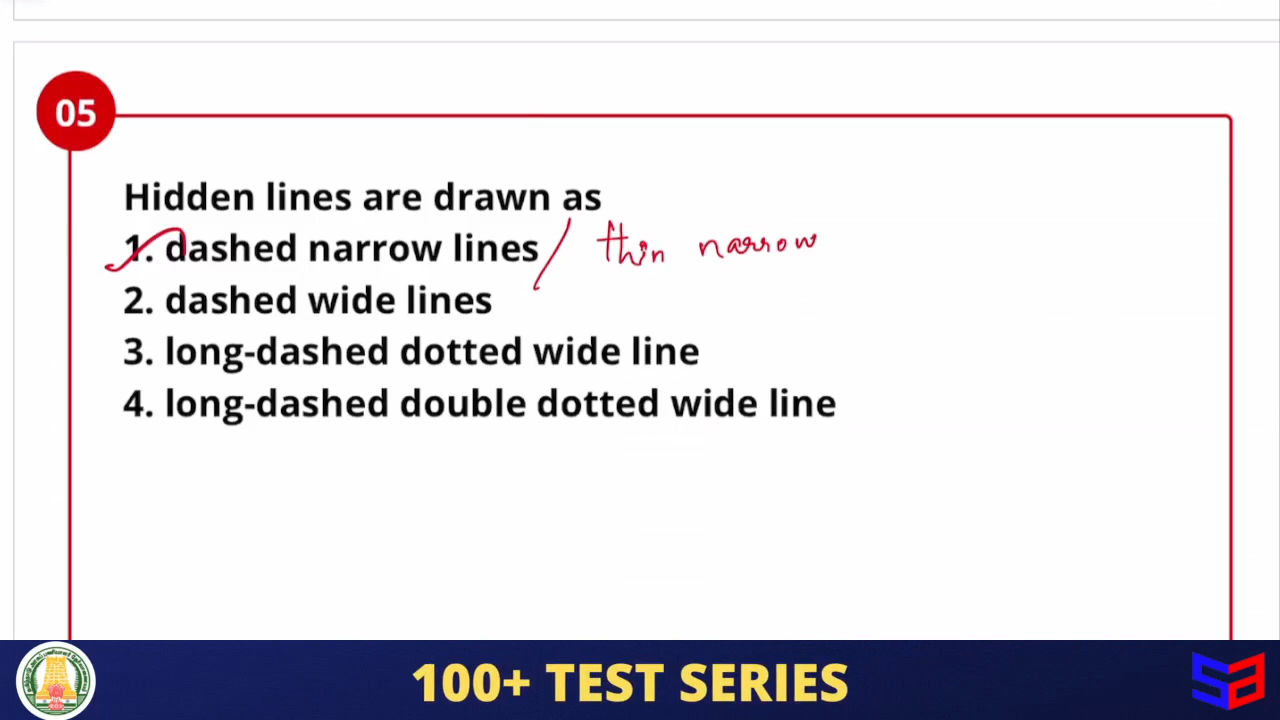 05
Hidden lines are drawn as
1. dashed narrow lines / thin narrow
2. dashed wide lines
3. long-dashed dotted wide line
4. long-dashed double dotted wide line
100+ TEST SERIES